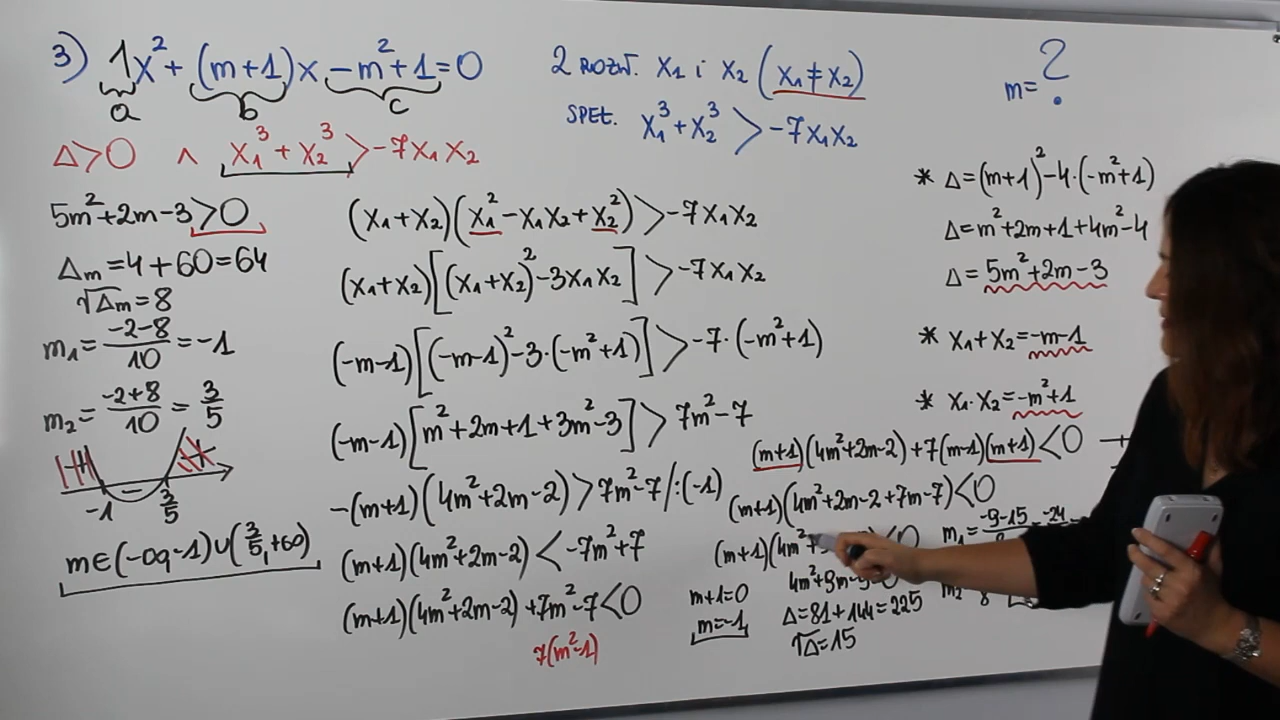 3) 1x² + (m+1)x -m²+1=0
a b c
2 ROZW. x₁ i x₂ (x₁≠x₂)
SPEŁ. x₁³+x₂³ > -7x₁x₂
m=?
Δ>0 ∧ x₁³+x₂³ > -7x₁x₂
5m²+2m-3>0
Δm=4+60=64
√Δm=8
m₁= (-2-8)/10 = -1
m₂= (-2+8)/10 = 3/5
-1 3/5
m∈(-∞,-1)∪(3/5,+∞)
(x₁+x₂)(x₁²-x₁x₂+x₂²) > -7x₁x₂
(x₁+x₂)[(x₁+x₂)²-3x₁x₂] > -7x₁x₂
(-m-1)[(-m-1)²-3·(-m²+1)] > -7·(-m²+1)
(-m-1)[m²+2m+1+3m²-3] > 7m²-7
-(m+1)(4m²+2m-2) > 7m²-7 /:(-1)
(m+1)(4m²+2m-2) < -7m²+7
(m+1)(4m²+2m-2)+7m²-7<0
7(m²-1)
* Δ=(m+1)²-4·(-m²+1)
Δ=m²+2m+1+4m²-4
Δ=5m²+2m-3
* x₁+x₂=-m-1
* x₁·x₂=-m²+1
(m+1)(4m²+2m-2)+7(m-1)(m+1)<0
(m+1)(4m²+2m-2+7m-7)<0
(m+1)(4m²+ <0
m+1=0
m=-1
4m²+9m-
Δ=81+144=225
√Δ=15
m₁= -9-15 -24
m₂ 8